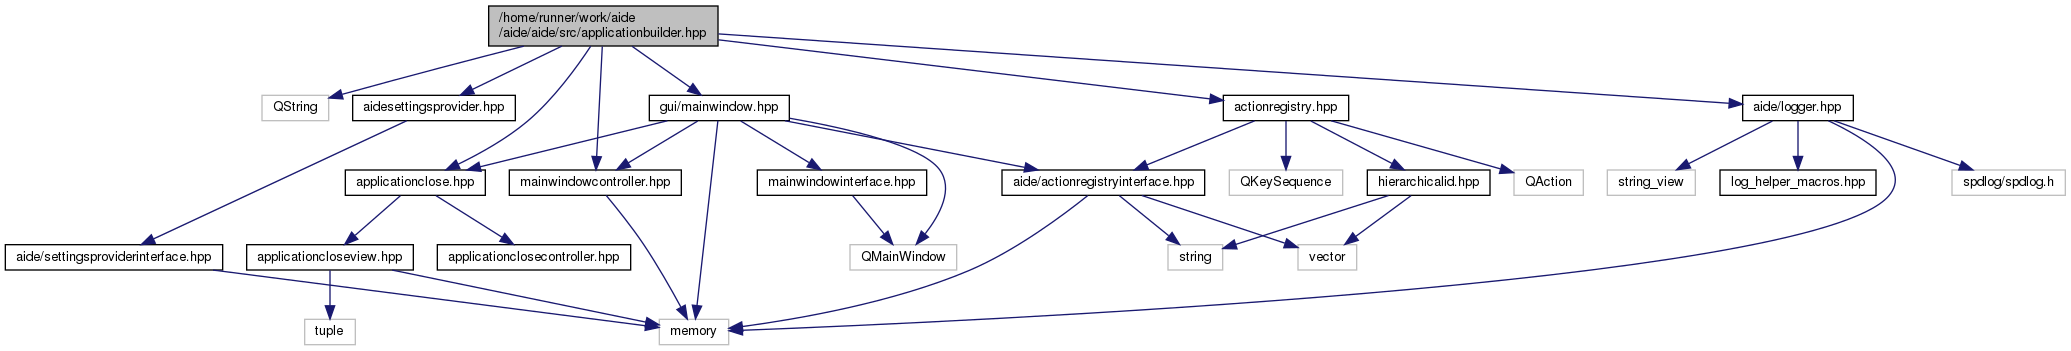 /home/runner/work/aide
/aide/aide/src/applicationbuilder.hpp
QString
aidesettingsprovider.hpp
gui/mainwindow.hpp
actionregistry.hpp
aide/logger.hpp
applicationclose.hpp
mainwindowcontroller.hpp
mainwindowinterface.hpp
aide/actionregistryinterface.hpp
QKeySequence
hierarchicalid.hpp
QAction
string_view
log_helper_macros.hpp
spdlog/spdlog.h
aide/settingsproviderinterface.hpp
applicationcloseview.hpp
applicationclosecontroller.hpp
QMainWindow
string
vector
tuple
memory